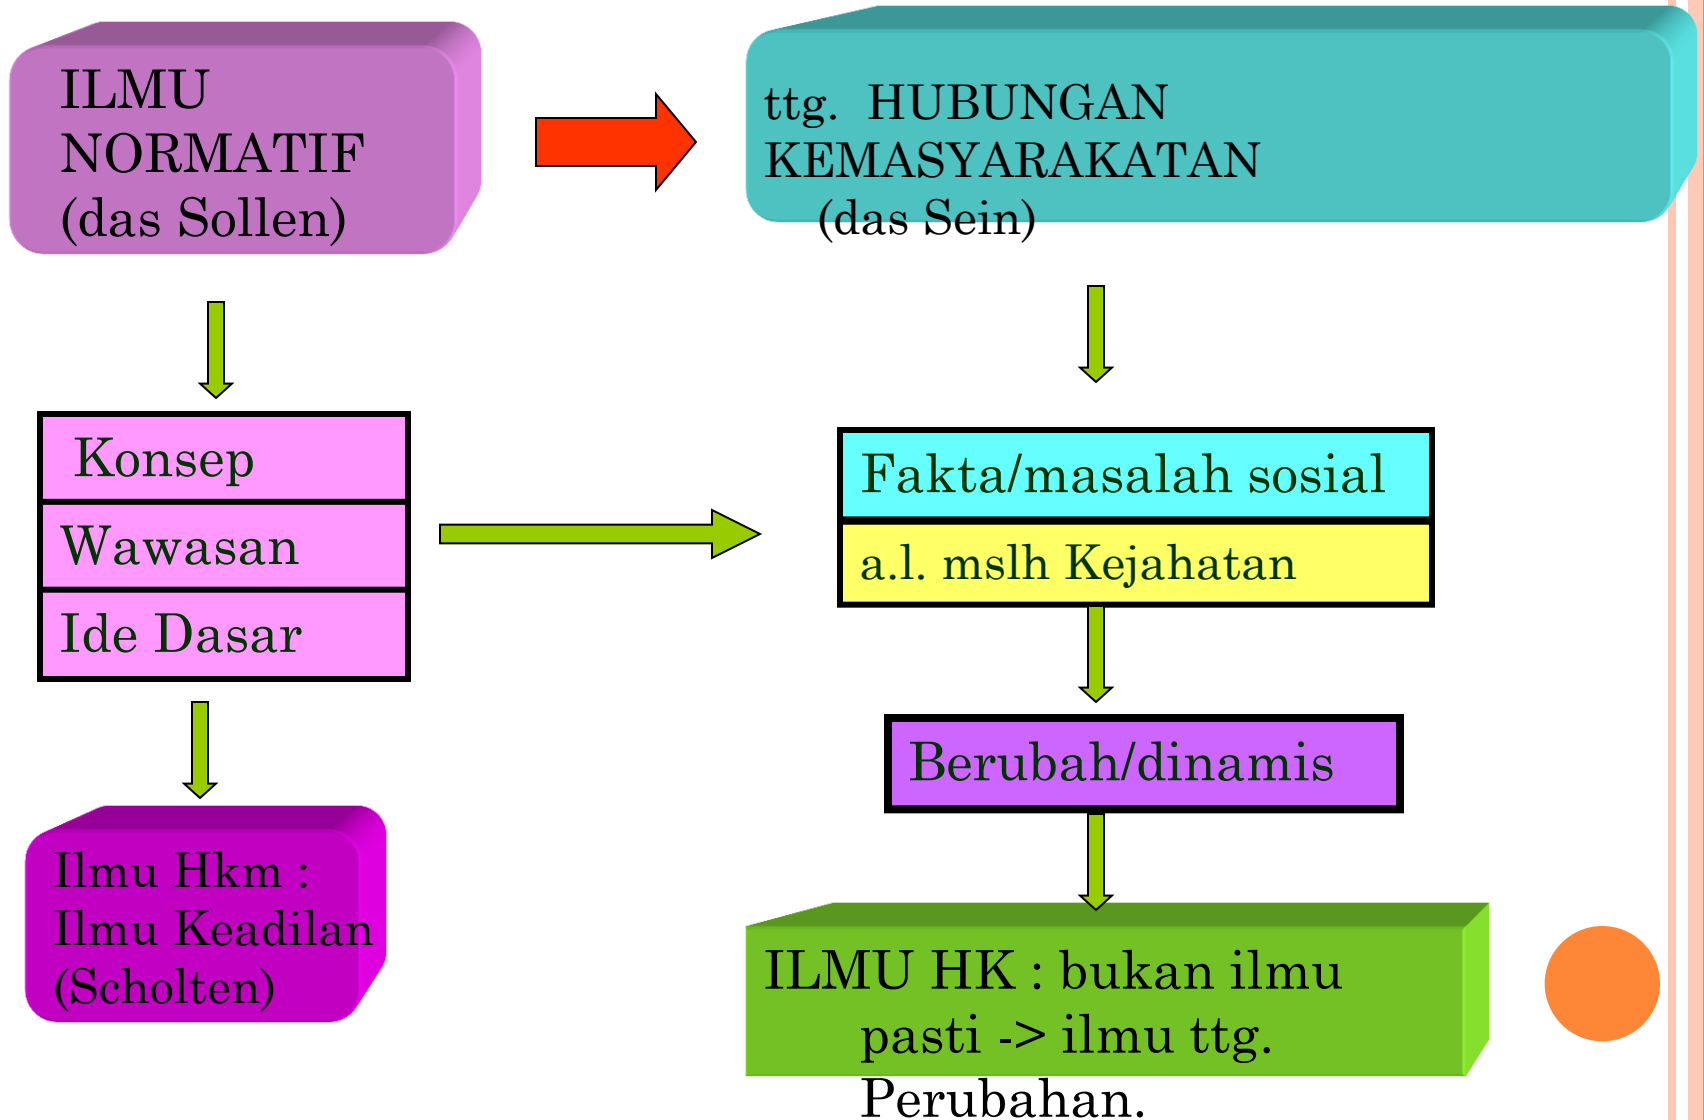 ILMU
NORMATIF
(das Sollen)
ttg. HUBUNGAN
KEMASYARAKATAN
(das Sein)
Konsep
Wawasan
Ide Dasar
Fakta/masalah sosial
a.l. mslh Kejahatan
Berubah/dinamis
Ilmu Hkm :
Ilmu Keadilan
(Scholten)
ILMU HK : bukan ilmu
pasti -> ilmu ttg.
Perubahan.